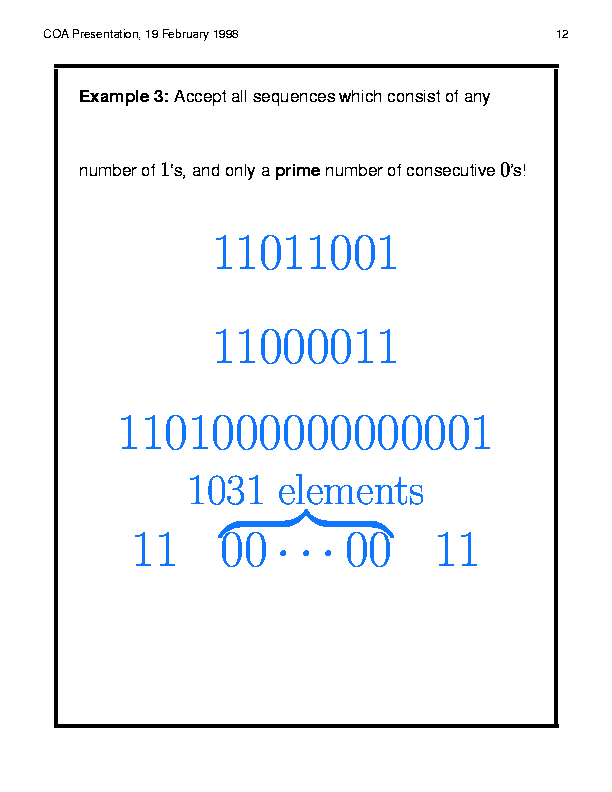 COA Presentation, 19 February 1998 12
Example 3: Accept all sequences which consist of any
number of 1's, and only a prime number of consecutive 0's!
11011001
11000011
1101000000000001
1031 elements
11 00 · · · 00 11